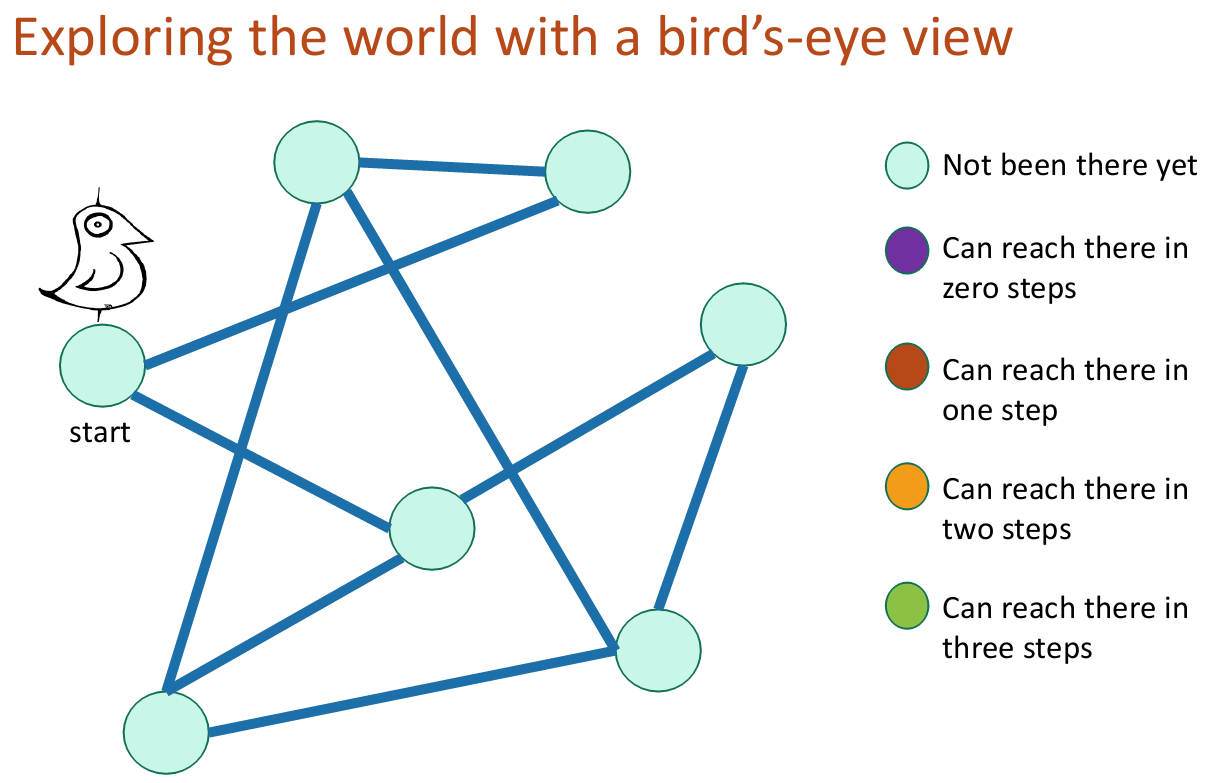 Exploring the world with a bird’s-eye view
start
Not been there yet
Can reach there in
zero steps
Can reach there in
one step
Can reach there in
two steps
Can reach there in
three steps